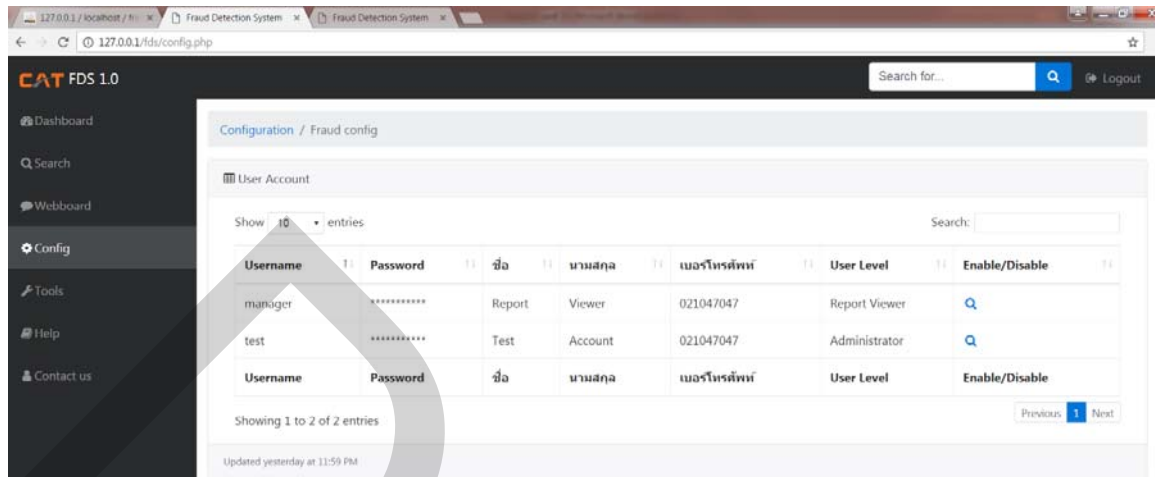 127.0.0.1 / localhost / fr
Fraud Detection System
Fraud Detection System
127.0.0.1/fds/config.php
CAT FDS 1.0
Search for...
Logout
Dashboard
Search
Webboard
Config
Tools
Help
Contact us
Configuration / Fraud config
User Account
Show 10 entries
Search:
Username Password ชื่อ นามสกุล เบอร์โทรศัพท์ User Level Enable/Disable
manager *********** Report Viewer 021047047 Report Viewer
test *********** Test Account 021047047 Administrator
Username Password ชื่อ นามสกุล เบอร์โทรศัพท์ User Level Enable/Disable
Showing 1 to 2 of 2 entries
Previous 1 Next
Updated yesterday at 11:59 PM